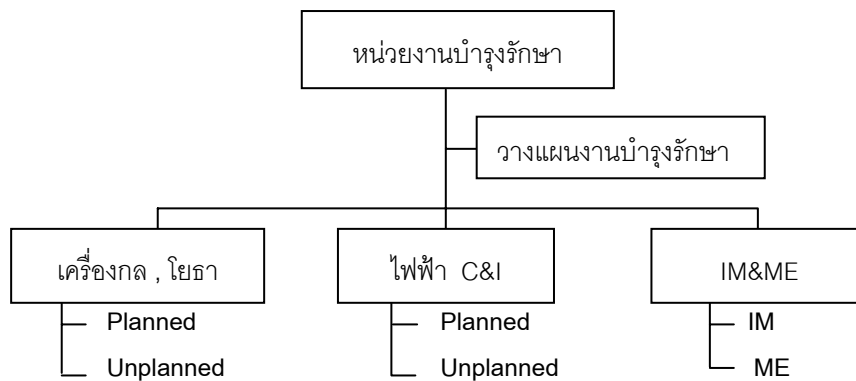 หน่วยงานบำรุงรักษา
วางแผนงานบำรุงรักษา
เครื่องกล , โยธา
ไฟฟ้า C&I
IM&ME
Planned
Planned
IM
Unplanned
Unplanned
ME